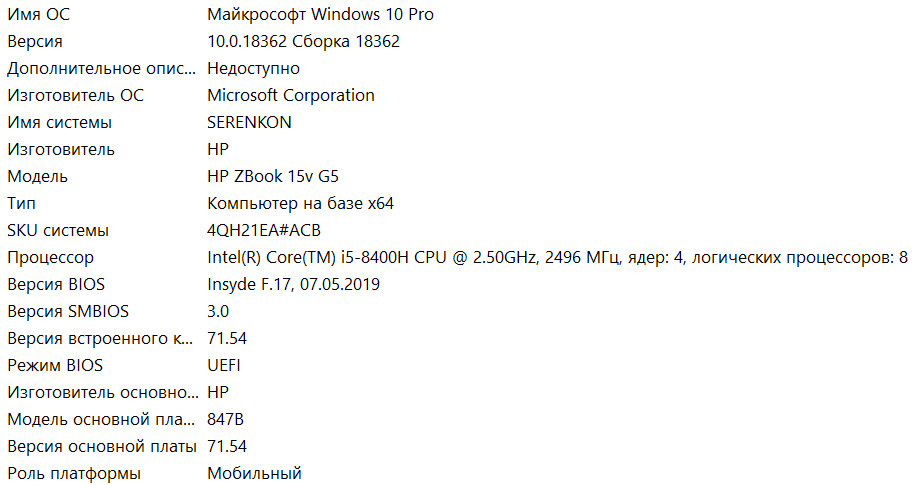 Имя ОС Майкрософт Windows 10 Pro
Версия 10.0.18362 Сборка 18362
Дополнительное опис... Недоступно
Изготовитель ОС Microsoft Corporation
Имя системы SERENKON
Изготовитель HP
Модель HP ZBook 15v G5
Тип Компьютер на базе x64
SKU системы 4QH21EA#ACB
Процессор Intel(R) Core(TM) i5-8400H CPU @ 2.50GHz, 2496 МГц, ядер: 4, логических процессоров: 8
Версия BIOS Insyde F.17, 07.05.2019
Версия SMBIOS 3.0
Версия встроенного к... 71.54
Режим BIOS UEFI
Изготовитель основно... HP
Модель основной пла... 847B
Версия основной платы 71.54
Роль платформы Мобильный